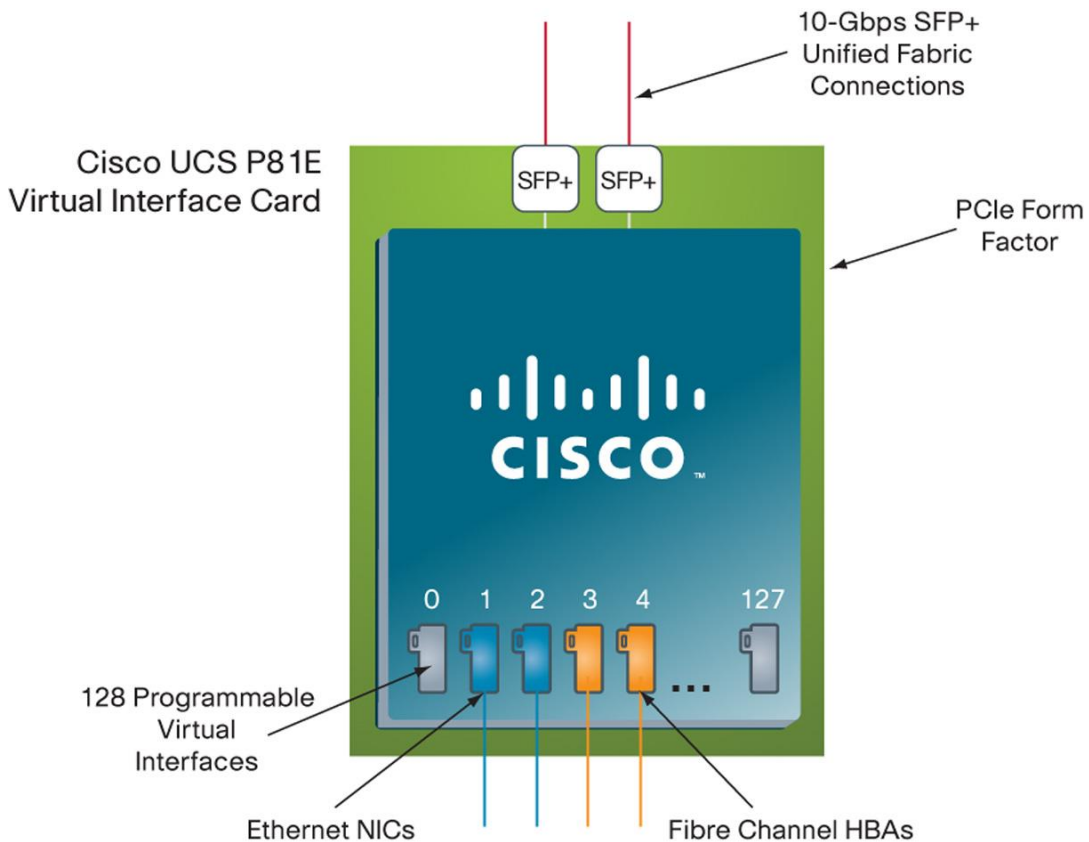 10-Gbps SFP+
Unified Fabric
Connections
Cisco UCS P81E
Virtual Interface Card
SFP+ SFP+
PCIe Form
Factor
CISCO™
0 1 2 3 4 127
...
128 Programmable
Virtual
Interfaces
Ethernet NICs
Fibre Channel HBAs